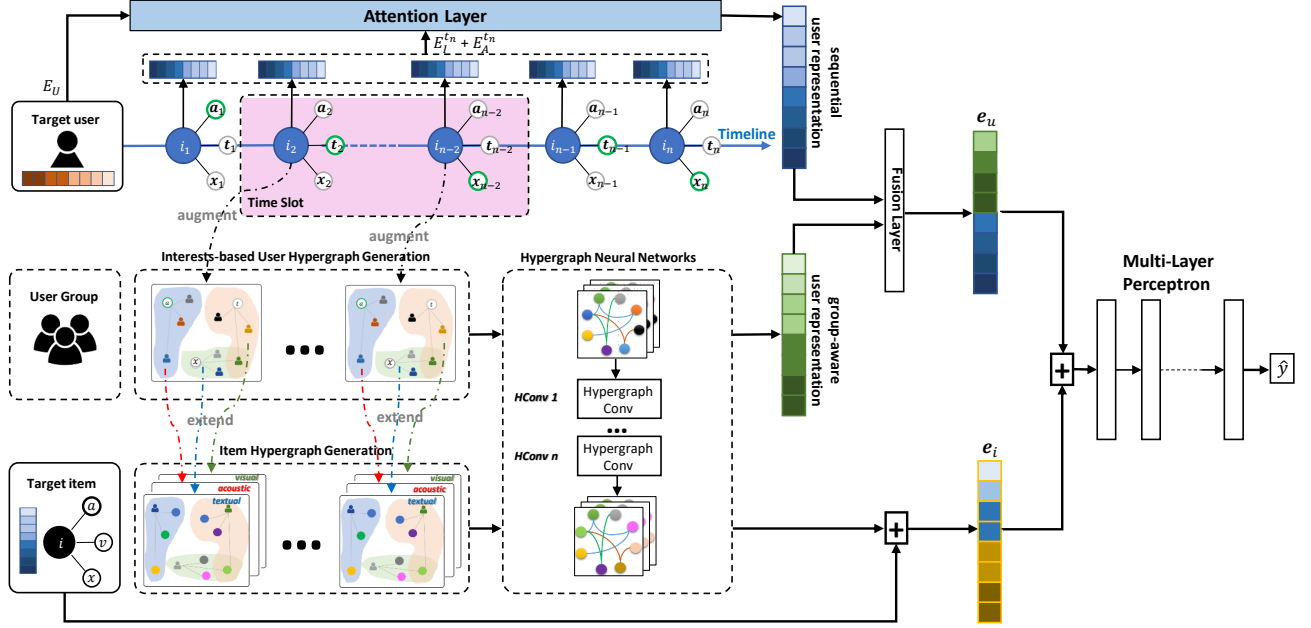 Attention Layer
E_I^{t_n} + E_A^{t_n}
E_U
Target user
a_1
a_2
a_{n-2}
a_{n-1}
a_n
i_1
t_1
i_2
t_2
i_{n-2}
t_{n-2}
i_{n-1}
t_{n-1}
i_n
t_n
Timeline
x_1
x_2
x_{n-2}
x_{n-1}
x_n
Time Slot
sequential
user representation
augment
augment
Fusion Layer
e_u
Interests-based User Hypergraph Generation
Hypergraph Neural Networks
User Group
a
t
x
a
t
x
group-aware
user representation
Multi-Layer
Perceptron
ŷ
extend
extend
HConv 1
Hypergraph
Conv
HConv n
Hypergraph
Conv
Item Hypergraph Generation
visual
acoustic
textual
visual
acoustic
textual
Target item
a
i
v
x
+
+
e_i